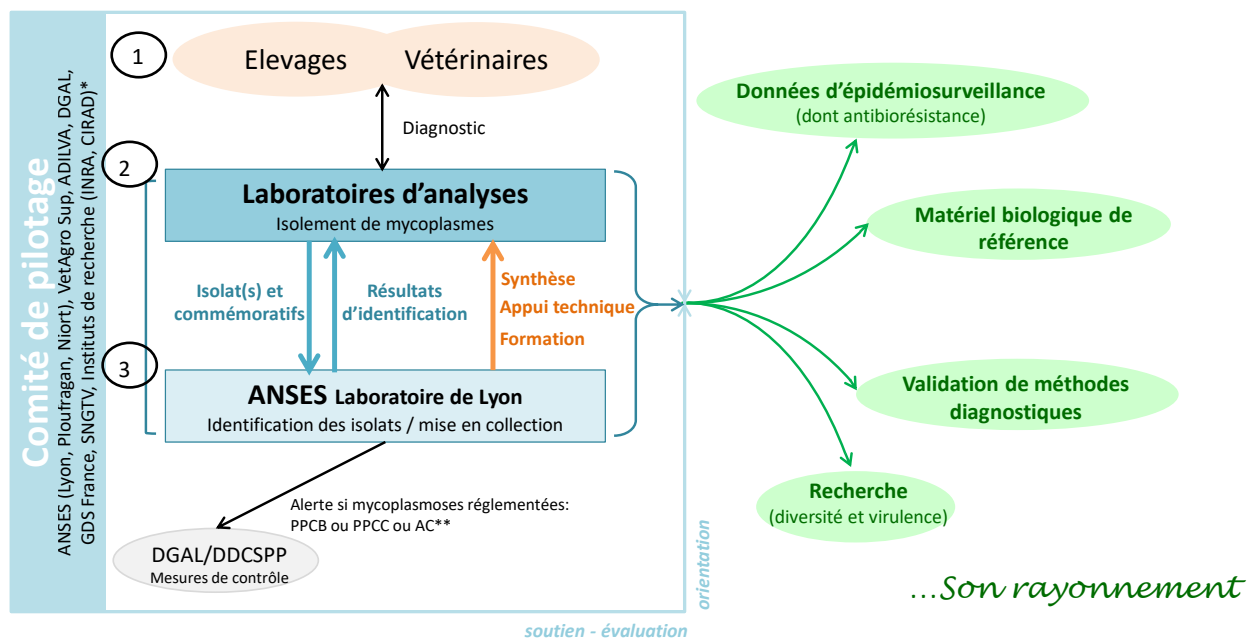 Comité de pilotage
ANSES (Lyon, Ploufragan, Niort), VetAgro Sup, ADILVA, DGAL,
GDS France, SNGTV, Instituts de recherche (INRA, CIRAD)*
1
Elevages
Vétérinaires
Diagnostic
2
Laboratoires d'analyses
Isolement de mycoplasmes
Isolat(s) et
commémoratifs
Résultats
d'identification
Synthèse
Appui technique
Formation
3
ANSES Laboratoire de Lyon
Identification des isolats / mise en collection
Alerte si mycoplasmoses réglementées:
PPCB ou PPCC ou AC**
DGAL/DDCSPP
Mesures de contrôle
orientation
soutien - évaluation
Données d'épidémiosurveillance
(dont antibiorésistance)
Matériel biologique de
référence
Validation de méthodes
diagnostiques
Recherche
(diversité et virulence)
...Son rayonnement